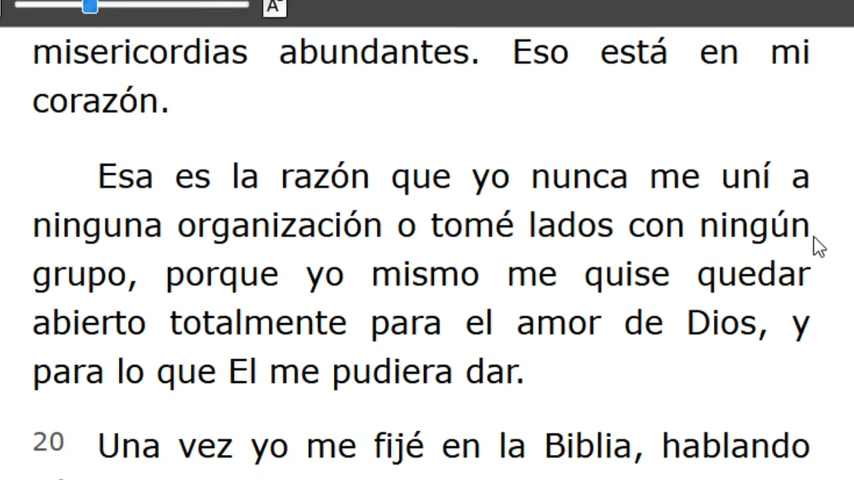 A
misericordias abundantes. Eso está en mi
corazón.
Esa es la razón que yo nunca me uní a
ninguna organización o tomé lados con ningún
grupo, porque yo mismo me quise quedar
abierto totalmente para el amor de Dios, y
para lo que El me pudiera dar.
20 Una vez yo me fijé en la Biblia, hablando